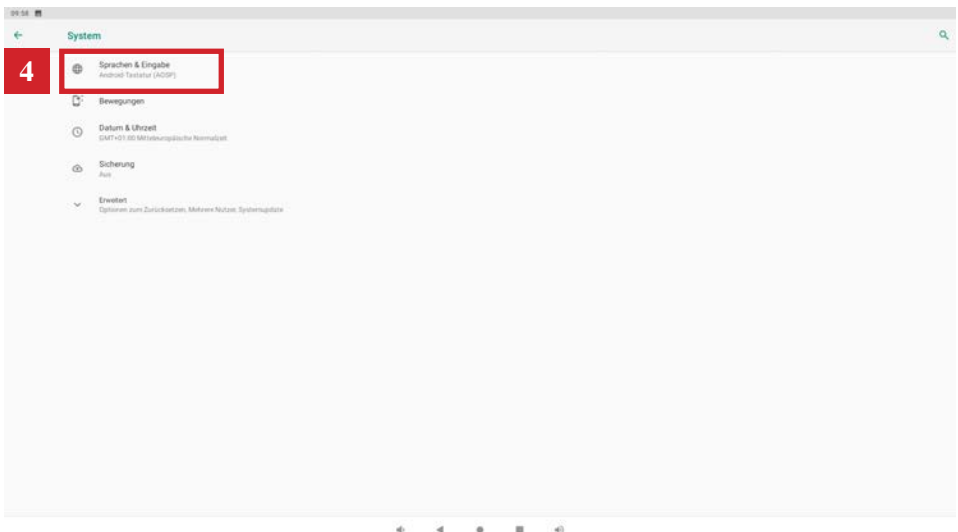 09:58
System
4
Sprachen & Eingabe
Android-Tastatur (AOSP)
Bewegungen
Datum & Uhrzeit
GMT+01:00 Mitteleuropäische Normalzeit
Sicherung
Aus
Erweitert
Optionen zum Zurücksetzen, Mehrere Nutzer, Systemupdate